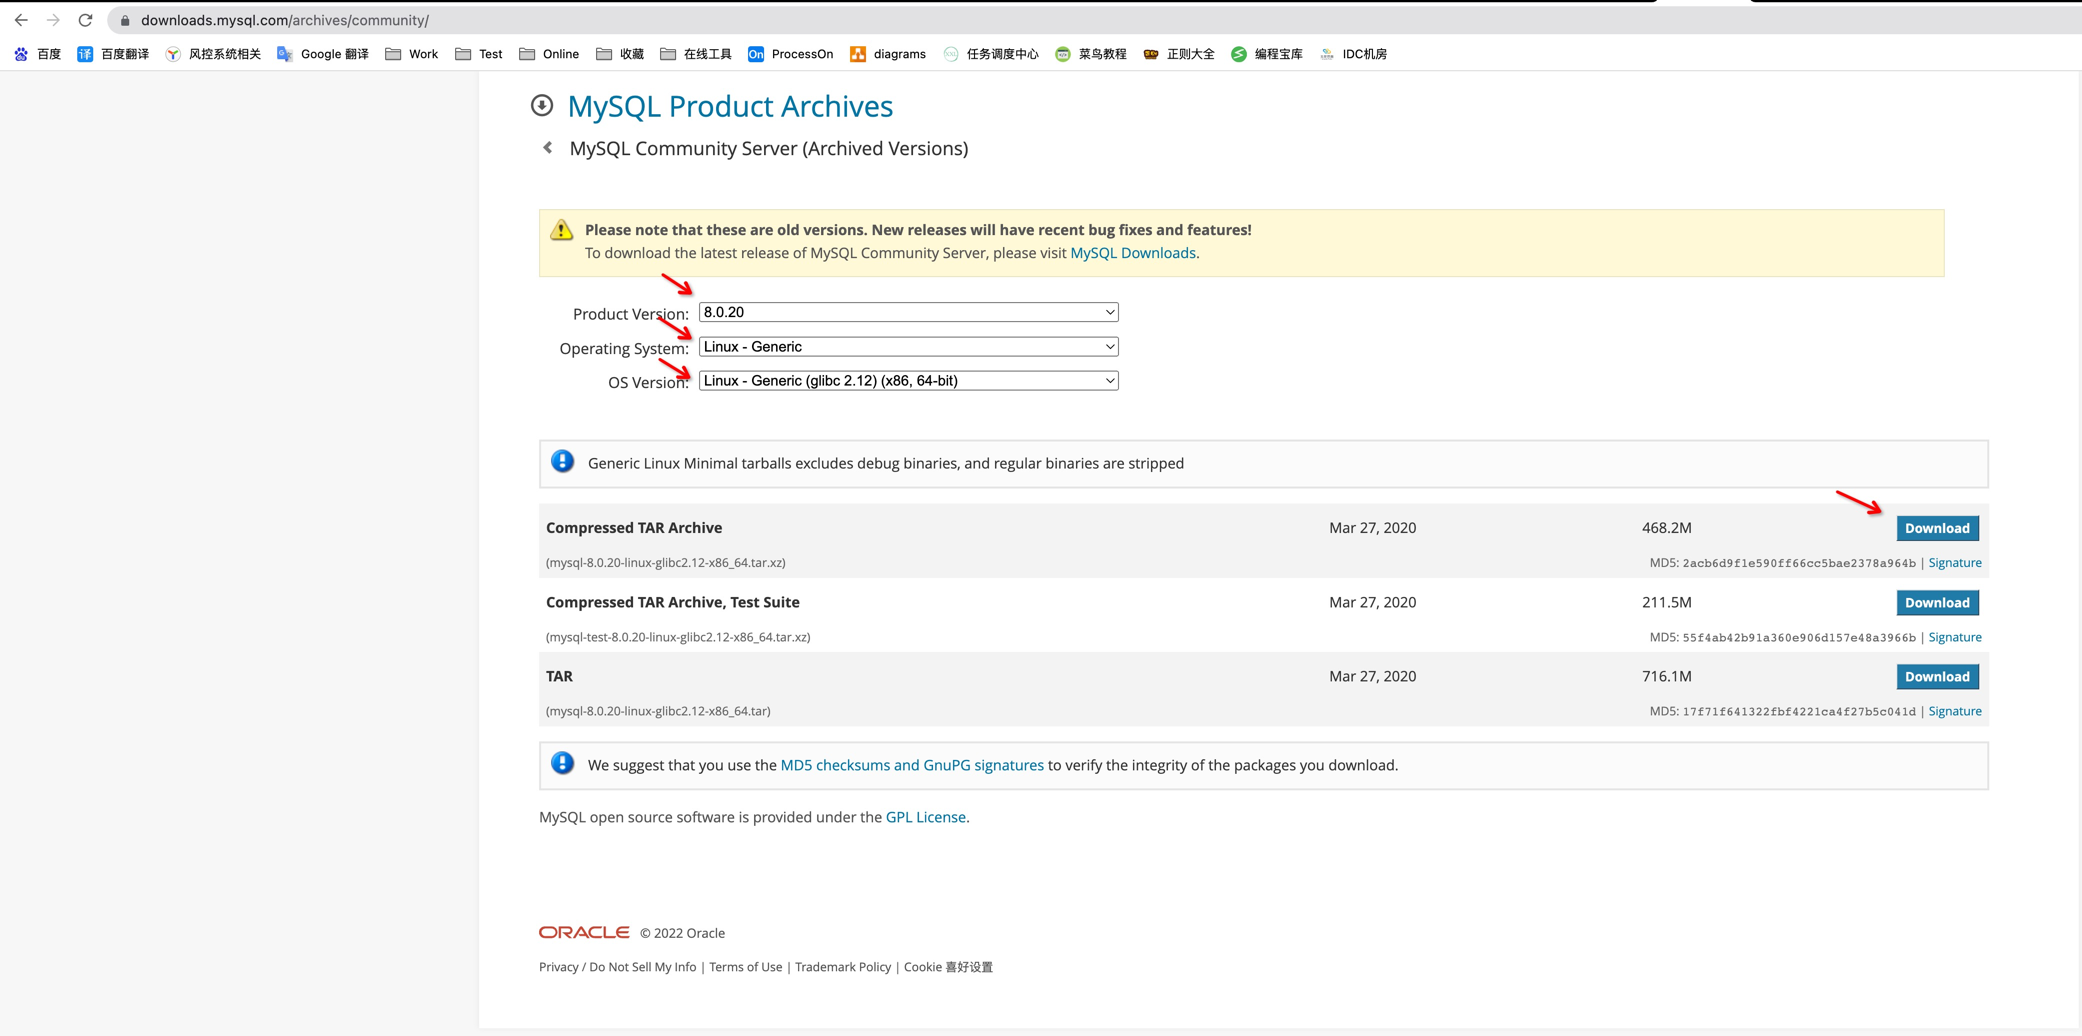 downloads.mysql.com/archives/community/
百度 百度翻译 风控系统相关 Google 翻译 Work Test Online 收藏 在线工具 ProcessOn diagrams 任务调度中心 菜鸟教程 正则大全 编程宝库 IDC机房
MySQL Product Archives
MySQL Community Server (Archived Versions)
Please note that these are old versions. New releases will have recent bug fixes and features!
To download the latest release of MySQL Community Server, please visit MySQL Downloads.
Product Version: 8.0.20
Operating System: Linux - Generic
OS Version: Linux - Generic (glibc 2.12) (x86, 64-bit)
Generic Linux Minimal tarballs excludes debug binaries, and regular binaries are stripped
Compressed TAR Archive Mar 27, 2020 468.2M Download
(mysql-8.0.20-linux-glibc2.12-x86_64.tar.xz) MD5: 2acb6d9f1e590ff66cc5bae2378a964b | Signature
Compressed TAR Archive, Test Suite Mar 27, 2020 211.5M Download
(mysql-test-8.0.20-linux-glibc2.12-x86_64.tar.xz) MD5: 55f4ab42b91a360e906d157e48a3966b | Signature
TAR Mar 27, 2020 716.1M Download
(mysql-8.0.20-linux-glibc2.12-x86_64.tar) MD5: 17f71f641322fbf4221ca4f27b5c041d | Signature
We suggest that you use the MD5 checksums and GnuPG signatures to verify the integrity of the packages you download.
MySQL open source software is provided under the GPL License.
ORACLE © 2022 Oracle
Privacy / Do Not Sell My Info | Terms of Use | Trademark Policy | Cookie 喜好设置